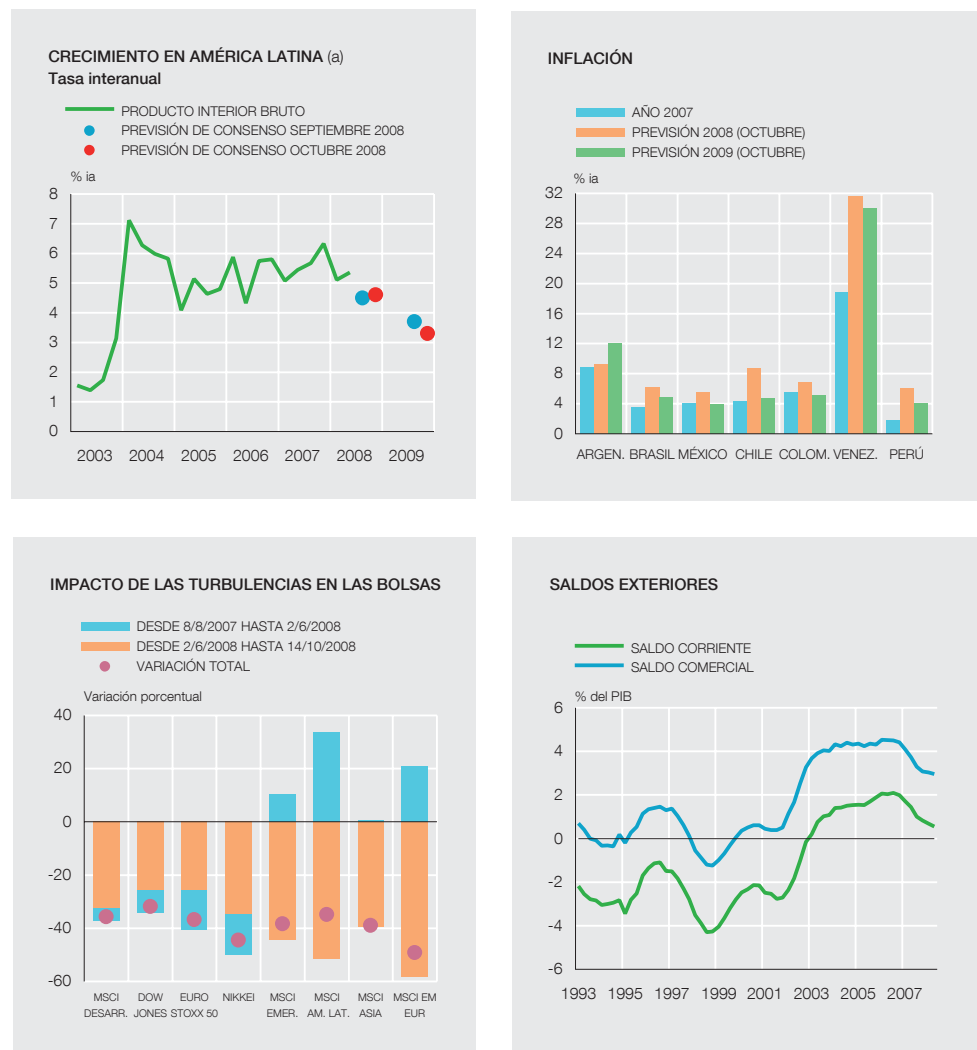 CRECIMIENTO EN AMÉRICA LATINA (a)
Tasa interanual
PRODUCTO INTERIOR BRUTO
PREVISIÓN DE CONSENSO SEPTIEMBRE 2008
PREVISIÓN DE CONSENSO OCTUBRE 2008
% ia
8
7
6
5
4
3
2
1
0
2003 2004 2005 2006 2007 2008 2009
INFLACIÓN
AÑO 2007
PREVISIÓN 2008 (OCTUBRE)
PREVISIÓN 2009 (OCTUBRE)
% ia
32
28
24
20
16
12
8
4
0
ARGEN. BRASIL MÉXICO CHILE COLOM. VENEZ. PERÚ
IMPACTO DE LAS TURBULENCIAS EN LAS BOLSAS
DESDE 8/8/2007 HASTA 2/6/2008
DESDE 2/6/2008 HASTA 14/10/2008
VARIACIÓN TOTAL
Variación porcentual
40
20
0
-20
-40
-60
MSCI DOW EURO NIKKEI MSCI MSCI MSCI MSCI EM
DESARR. JONES STOXX 50 EMER. AM. LAT. ASIA EUR
SALDOS EXTERIORES
SALDO CORRIENTE
SALDO COMERCIAL
% del PIB
6
4
2
0
-2
-4
-6
1993 1995 1997 1999 2001 2003 2005 2007